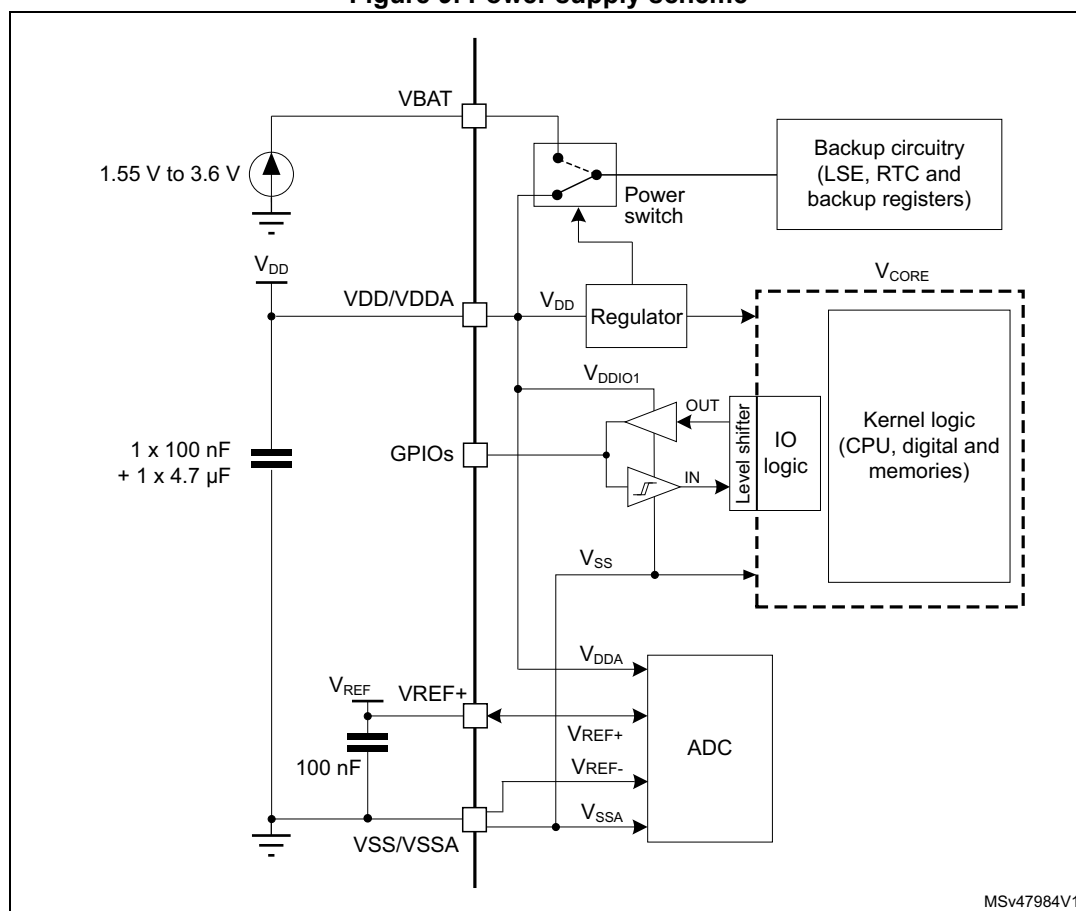 Figure
Power supply scheme
VBAT
1.55 V to 3.6 V
Power
switch
Backup circuitry
(LSE, RTC and
backup registers)
VDD
VDD/VDDA
VDD
Regulator
VCORE
VDDIO1
OUT
GPIOs
IN
Level shifter
IO
logic
Kernel logic
(CPU, digital and
memories)
1 x 100 nF
+ 1 x 4.7 µF
VSS
VDDA
VREF
VREF+
VREF+
100 nF
VREF-
ADC
VSSA
VSS/VSSA
MSv47984V1